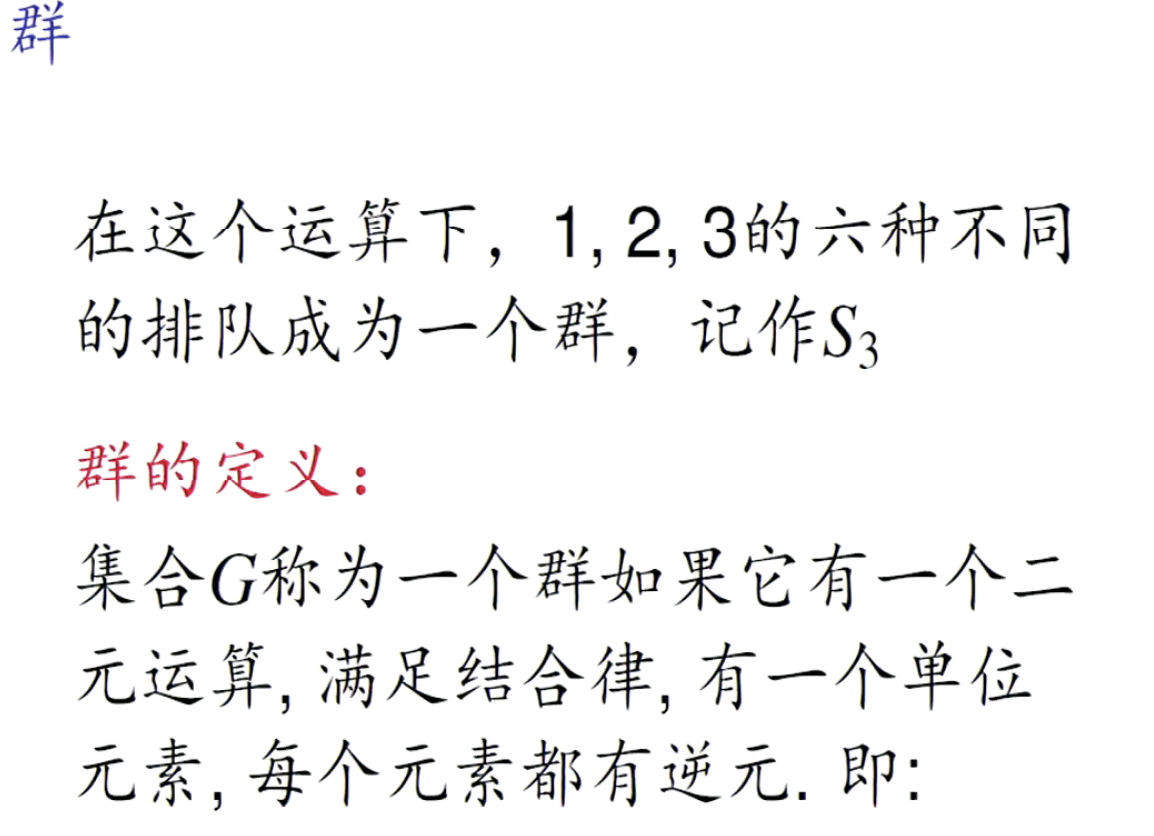 群
在这个运算下，1, 2, 3的六种不同
的排队成为一个群，记作S₃
群的定义：
集合G称为一个群如果它有一个二
元运算, 满足结合律, 有一个单位
元素, 每个元素都有逆元. 即: